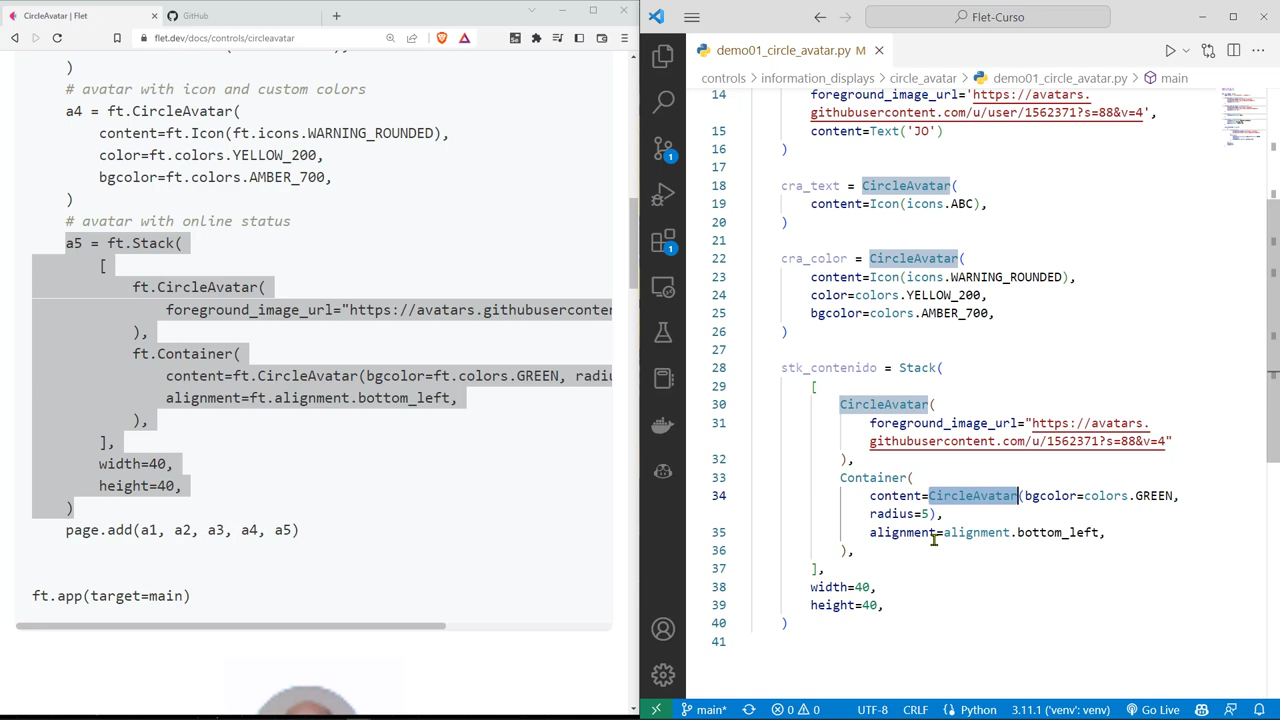 CircleAvatar | Flet
GitHub
flet.dev/docs/controls/circleavatar
)
# avatar with icon and custom colors
a4 = ft.CircleAvatar(
content=ft.Icon(ft.icons.WARNING_ROUNDED),
color=ft.colors.YELLOW_200,
bgcolor=ft.colors.AMBER_700,
)
# avatar with online status
a5 = ft.Stack(
[
ft.CircleAvatar(
foreground_image_url="https://avatars.githubuserconten
),
ft.Container(
content=ft.CircleAvatar(bgcolor=ft.colors.GREEN, radiu
alignment=ft.alignment.bottom_left,
),
],
width=40,
height=40,
)
page.add(a1, a2, a3, a4, a5)
ft.app(target=main)
Flet-Curso
demo01_circle_avatar.py M
controls > information_displays > circle_avatar > demo01_circle_avatar.py > main
1
1
14 foreground_image_url='https://avatars.
githubusercontent.com/u/user/1562371?s=88&v=4',
15 content=Text('JO')
16 )
17
18 cra_text = CircleAvatar(
19 content=Icon(icons.ABC),
20 )
21
22 cra_color = CircleAvatar(
23 content=Icon(icons.WARNING_ROUNDED),
24 color=colors.YELLOW_200,
25 bgcolor=colors.AMBER_700,
26 )
27
28 stk_contenido = Stack(
29 [
30 CircleAvatar(
31 foreground_image_url="https://avatars.
githubusercontent.com/u/1562371?s=88&v=4"
32 ),
33 Container(
34 content=CircleAvatar(bgcolor=colors.GREEN,
radius=5),
35 alignment=alignment.bottom_left,
36 ),
37 ],
38 width=40,
39 height=40,
40 )
41
main* 0 0 UTF-8 CRLF Python 3.11.1 ('venv': venv) Go Live